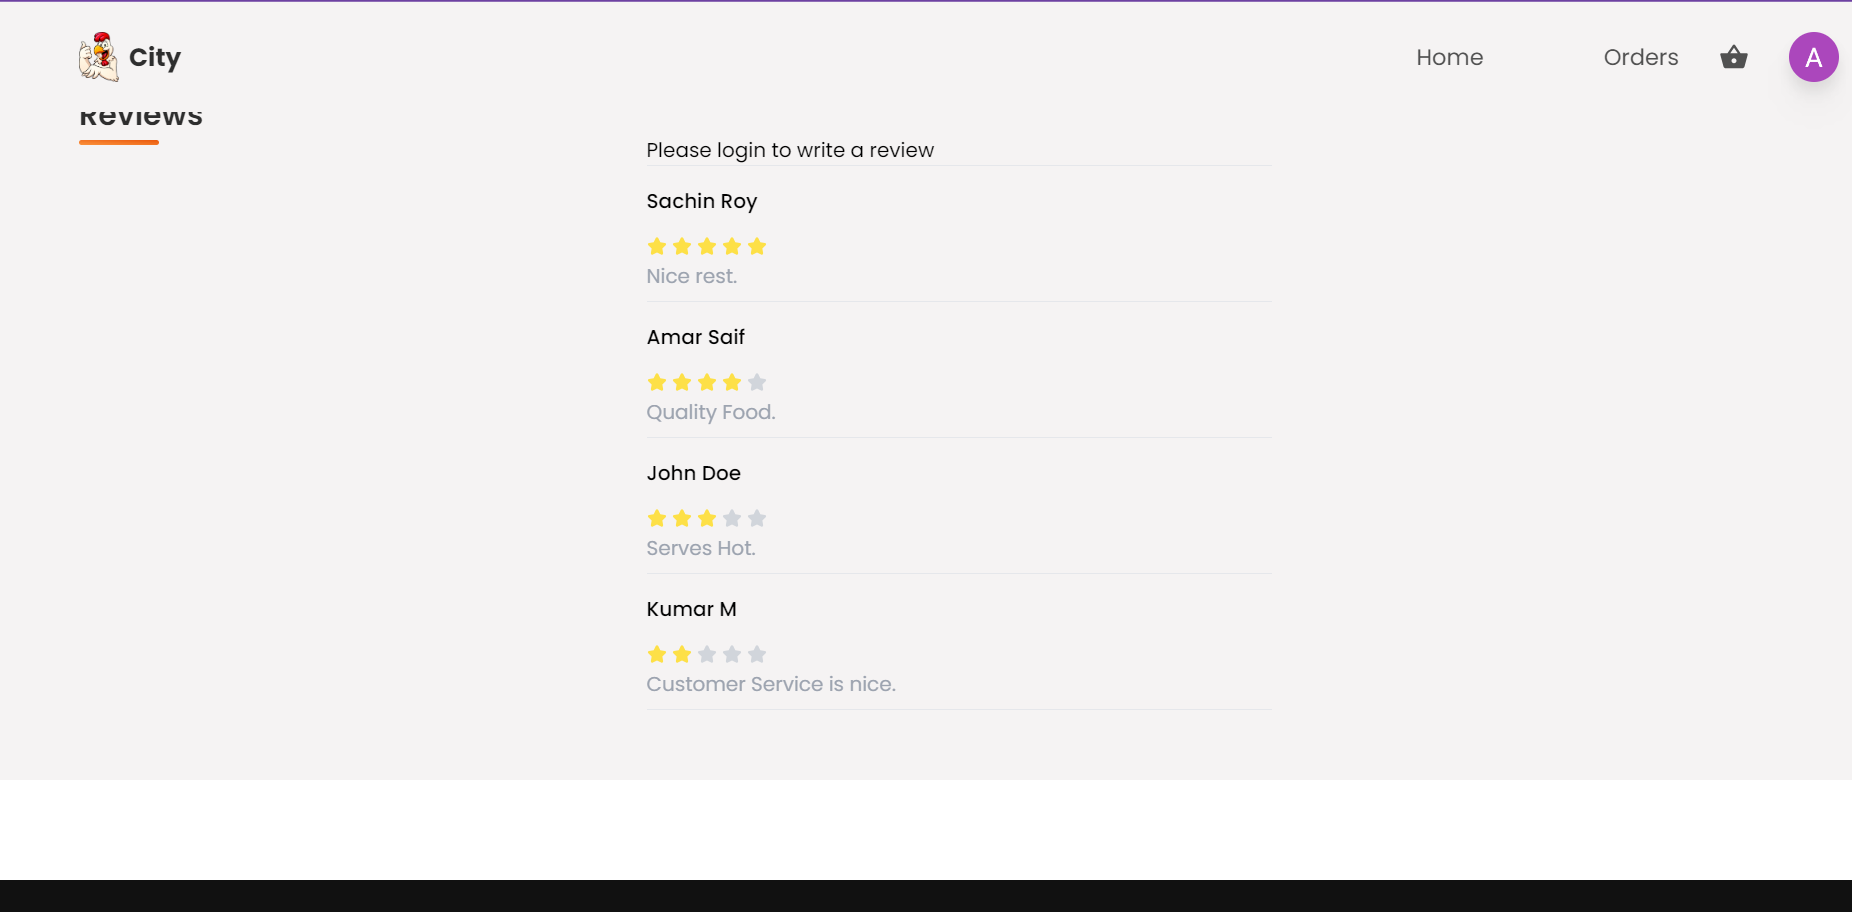 City
Home
Orders
A
Reviews
Please login to write a review
Sachin Roy
Nice rest.
Amar Saif
Quality Food.
John Doe
Serves Hot.
Kumar M
Customer Service is nice.